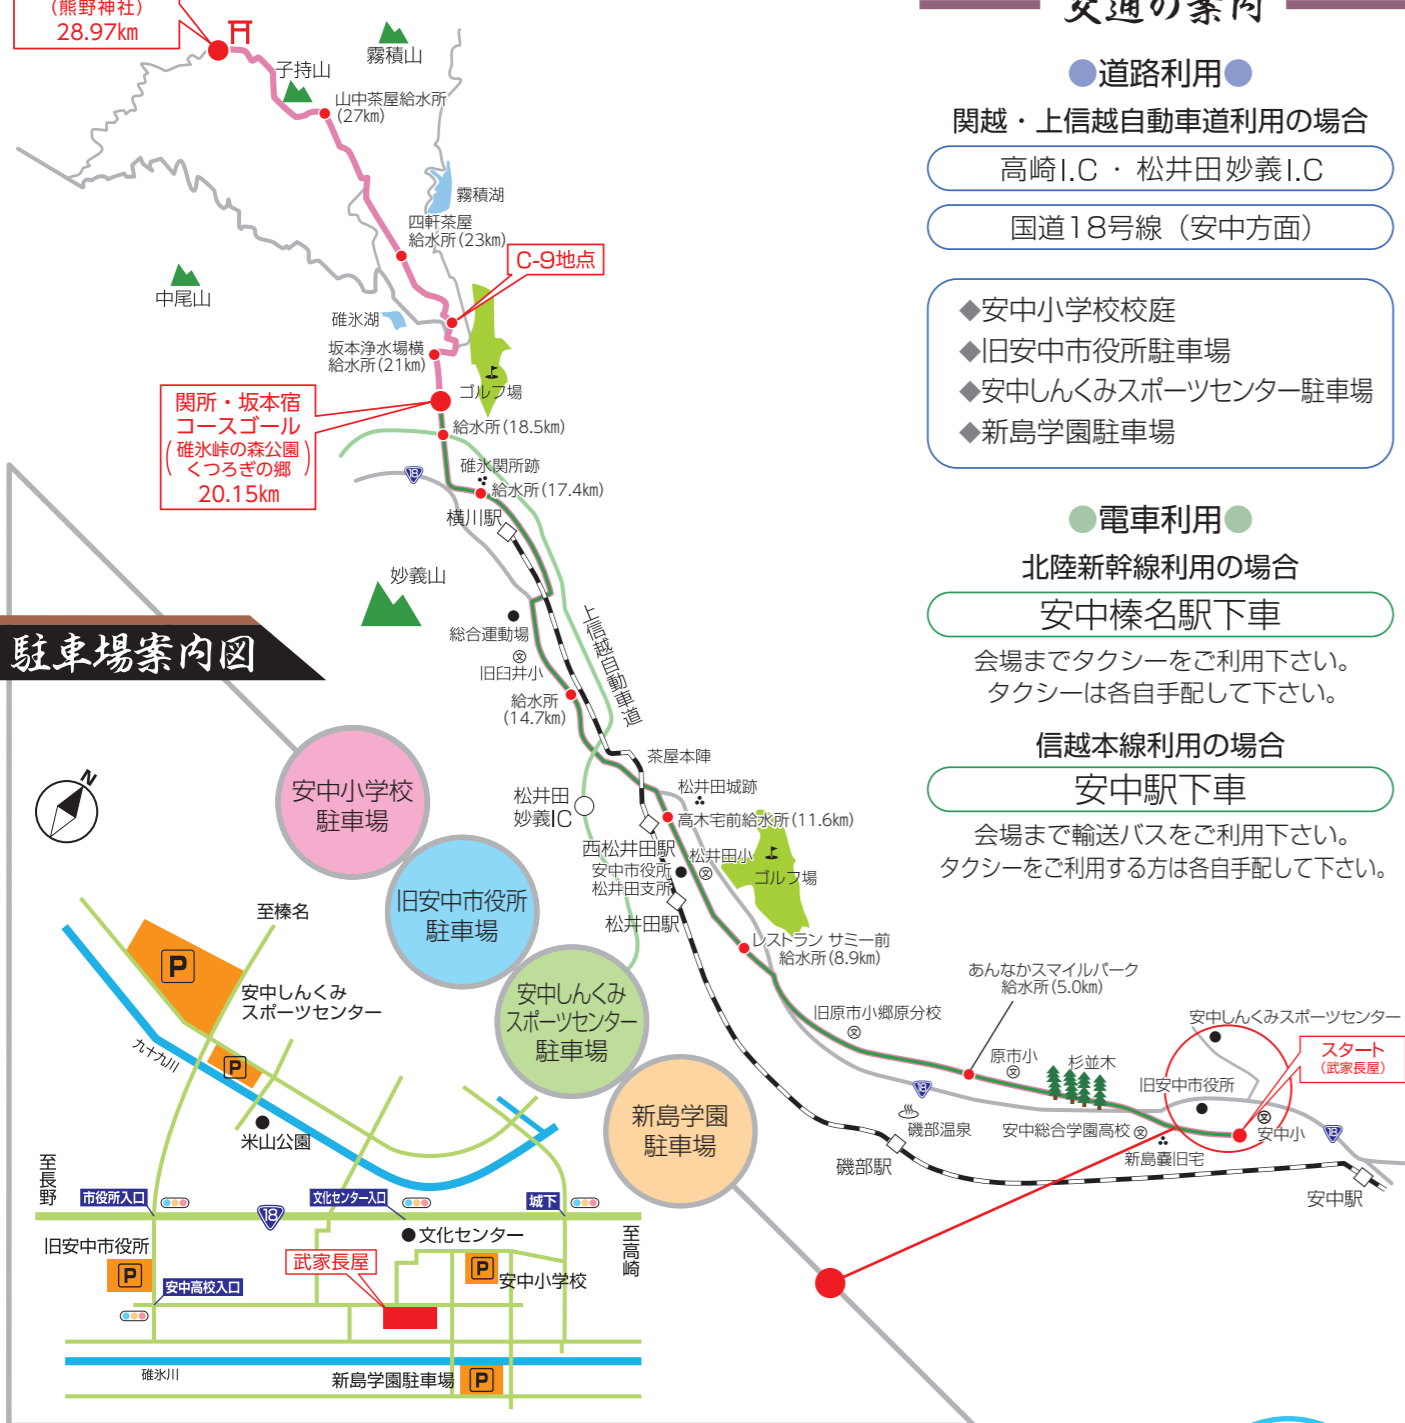 (熊野神社)
28.97km
霧積山
子持山
山中茶屋給水所
(27km)
霧積湖
四軒茶屋
給水所(23km)
C-9地点
中尾山
碓氷湖
坂本浄水場横
給水所(21km)
ゴルフ場
関所・坂本宿
コースゴール
(碓氷峠の森公園
くつろぎの郷)
20.15km
給水所(18.5km)
18
碓氷関所跡
給水所(17.4km)
横川駅
妙義山
総合運動場
文
旧臼井小
上信越自動車道
給水所
(14.7km)
茶屋本陣
松井田
妙義IC
松井田城跡
高木宅前給水所(11.6km)
西松井田駅
松井田小
文
安中市役所
松井田支所
ゴルフ場
松井田駅
レストラン サミー前
給水所(8.9km)
あんなかスマイルパーク
給水所(5.0km)
旧原市小郷原分校
文
原市小
文
杉並木
安中しんくみスポーツセンター
スタート
(武家長屋)
旧安中市役所
18
磯部温泉
安中総合学園高校
文
新島襄旧宅
文
安中小
18
磯部駅
安中駅
交通の案内
●道路利用●
関越・上信越自動車道利用の場合
高崎I.C・松井田妙義I.C
国道18号線（安中方面）
◆安中小学校校庭
◆旧安中市役所駐車場
◆安中しんくみスポーツセンター駐車場
◆新島学園駐車場
●電車利用●
北陸新幹線利用の場合
安中榛名駅下車
会場までタクシーをご利用下さい。
タクシーは各自手配して下さい。
信越本線利用の場合
安中駅下車
会場まで輸送バスをご利用下さい。
タクシーをご利用する方は各自手配して下さい。
駐車場案内図
N
安中小学校
駐車場
旧安中市役所
駐車場
安中しんくみ
スポーツセンター
駐車場
新島学園
駐車場
至榛名
P
安中しんくみ
スポーツセンター
九十九川
P
米山公園
至長野
市役所入口
18
文化センター入口
城下
文化センター
至高崎
旧安中市役所
P
武家長屋
P
安中小学校
安中高校入口
碓氷川
新島学園駐車場
P